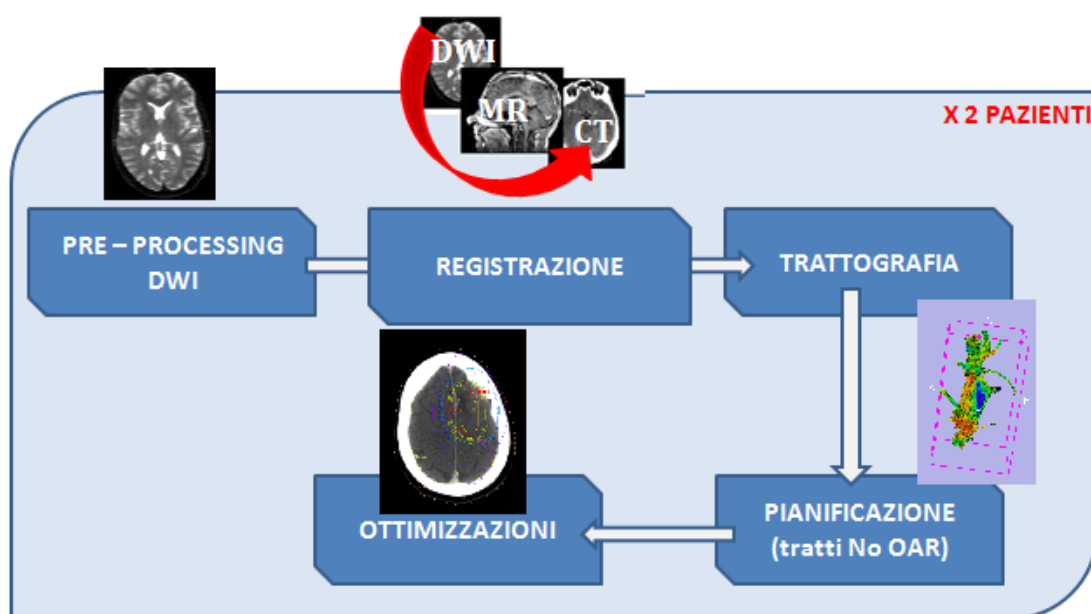 DWI
MR
CT
X 2 PAZIENTI
PRE – PROCESSING
DWI
REGISTRAZIONE
TRATTOGRAFIA
OTTIMIZZAZIONI
PIANIFICAZIONE
(tratti No OAR)